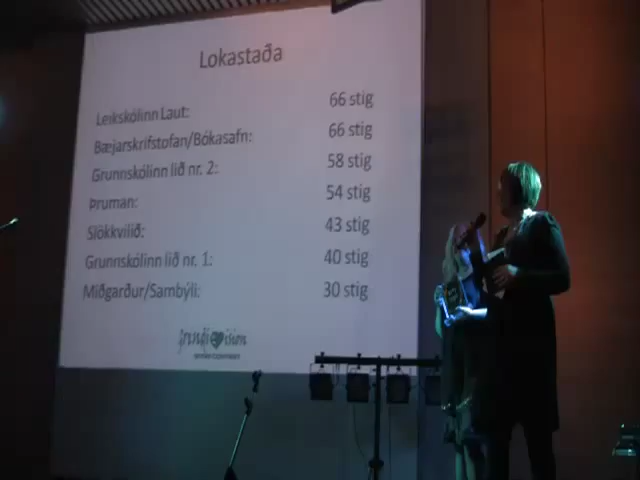 Lokastaða
Leikskólinn Laut: 66 stig
Bæjarskrifstofan/Bókasafn: 66 stig
Grunnskólinn lið nr. 2: 58 stig
Þruman: 54 stig
Slökkvilið: 43 stig
Grunnskólinn lið nr. 1: 40 stig
Miðgarður/Sambýli: 30 stig